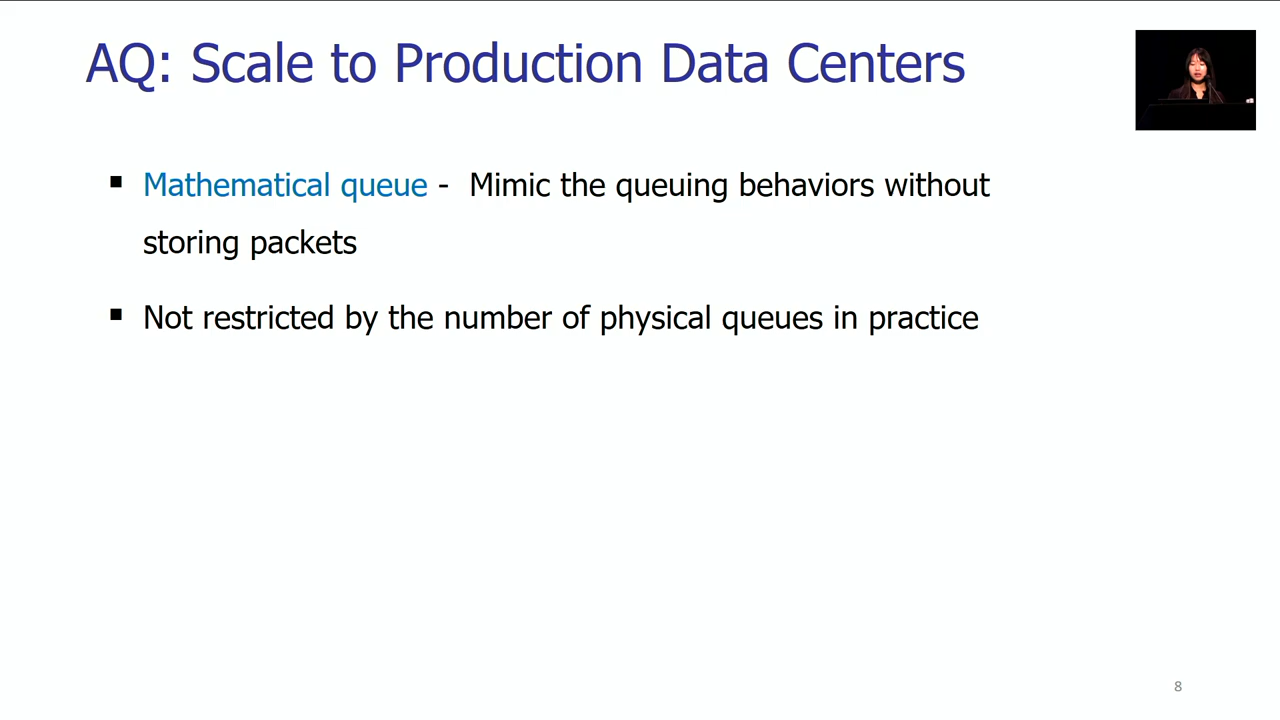 AQ: Scale to Production Data Centers
▪ Mathematical queue - Mimic the queuing behaviors without
storing packets
▪ Not restricted by the number of physical queues in practice
8